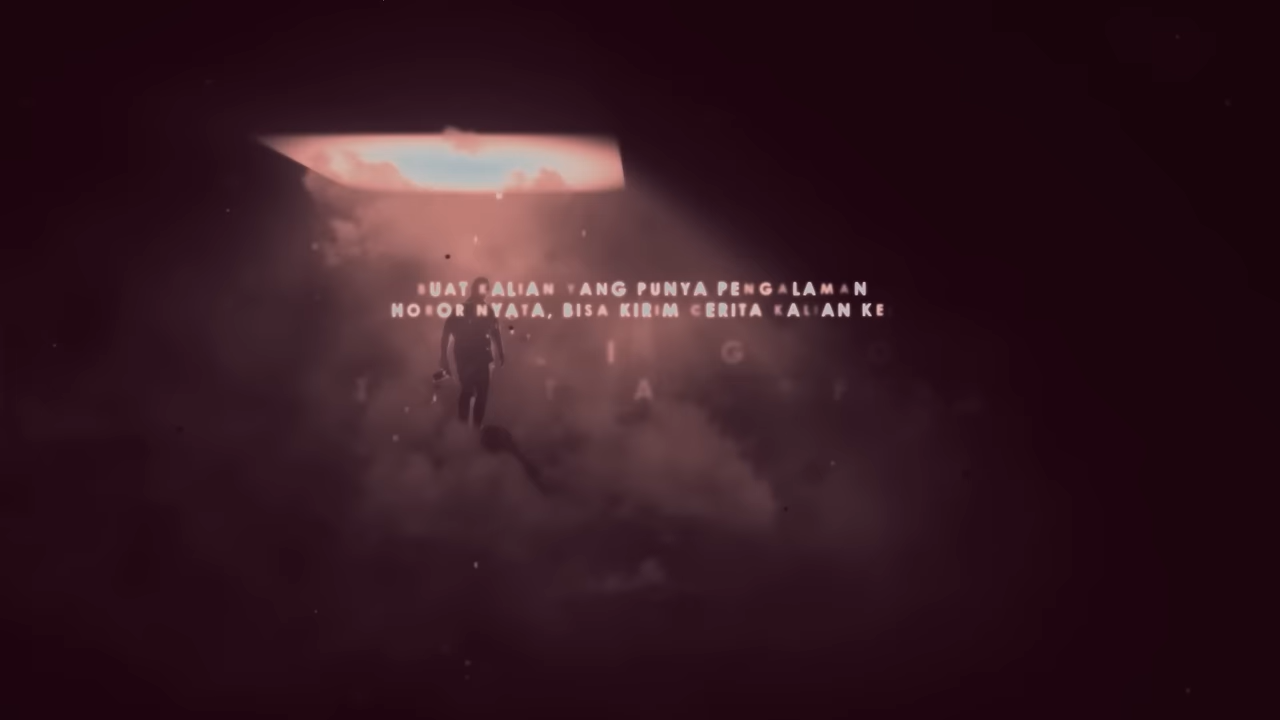 BUAT KALIAN YANG PUNYA PENGALAMAN
HOROR NYATA, BISA KIRIM CERITA KALIAN KE